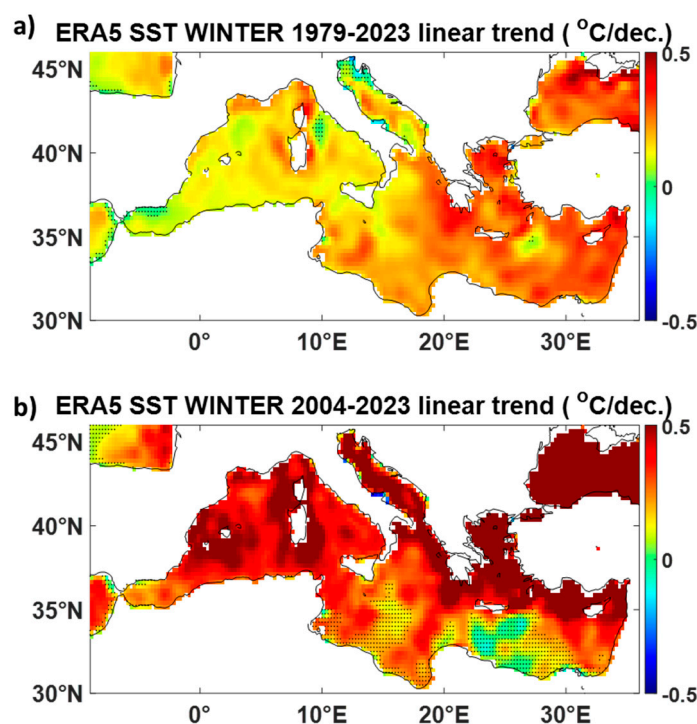 a) ERA5 SST WINTER 1979-2023 linear trend ( °C/dec.)
45°N
40°N
35°N
30°N
0°
10°E
20°E
30°E
0.5
0
-0.5
b) ERA5 SST WINTER 2004-2023 linear trend ( °C/dec.)
45°N
40°N
35°N
30°N
0°
10°E
20°E
30°E
0.5
0
-0.5